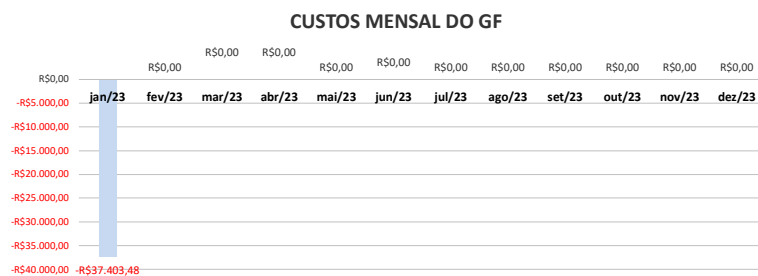 CUSTOS MENSAL DO GF
R$0,00 R$0,00
R$0,00 R$0,00 R$0,00 R$0,00 R$0,00 R$0,00 R$0,00 R$0,00 R$0,00
R$0,00
-R$5.000,00 jan/23 fev/23 mar/23 abr/23 mai/23 jun/23 jul/23 ago/23 set/23 out/23 nov/23 dez/23
-R$10.000,00
-R$15.000,00
-R$20.000,00
-R$25.000,00
-R$30.000,00
-R$35.000,00
-R$40.000,00 -R$37.403,48